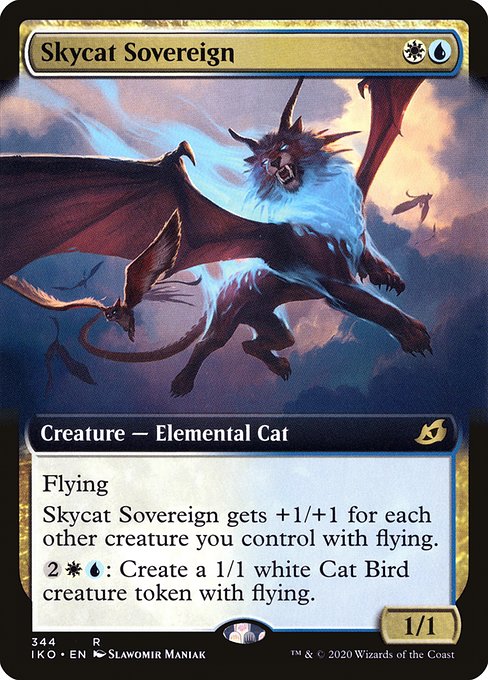 Skycat Sovereign
Creature — Elemental Cat
Flying
Skycat Sovereign gets +1/+1 for each
other creature you control with flying.
2 : Create a 1/1 white Cat Bird
creature token with flying.
1/1
344 R
IKO • EN Slawomir Maniak
™ & © 2020 Wizards of the Coast